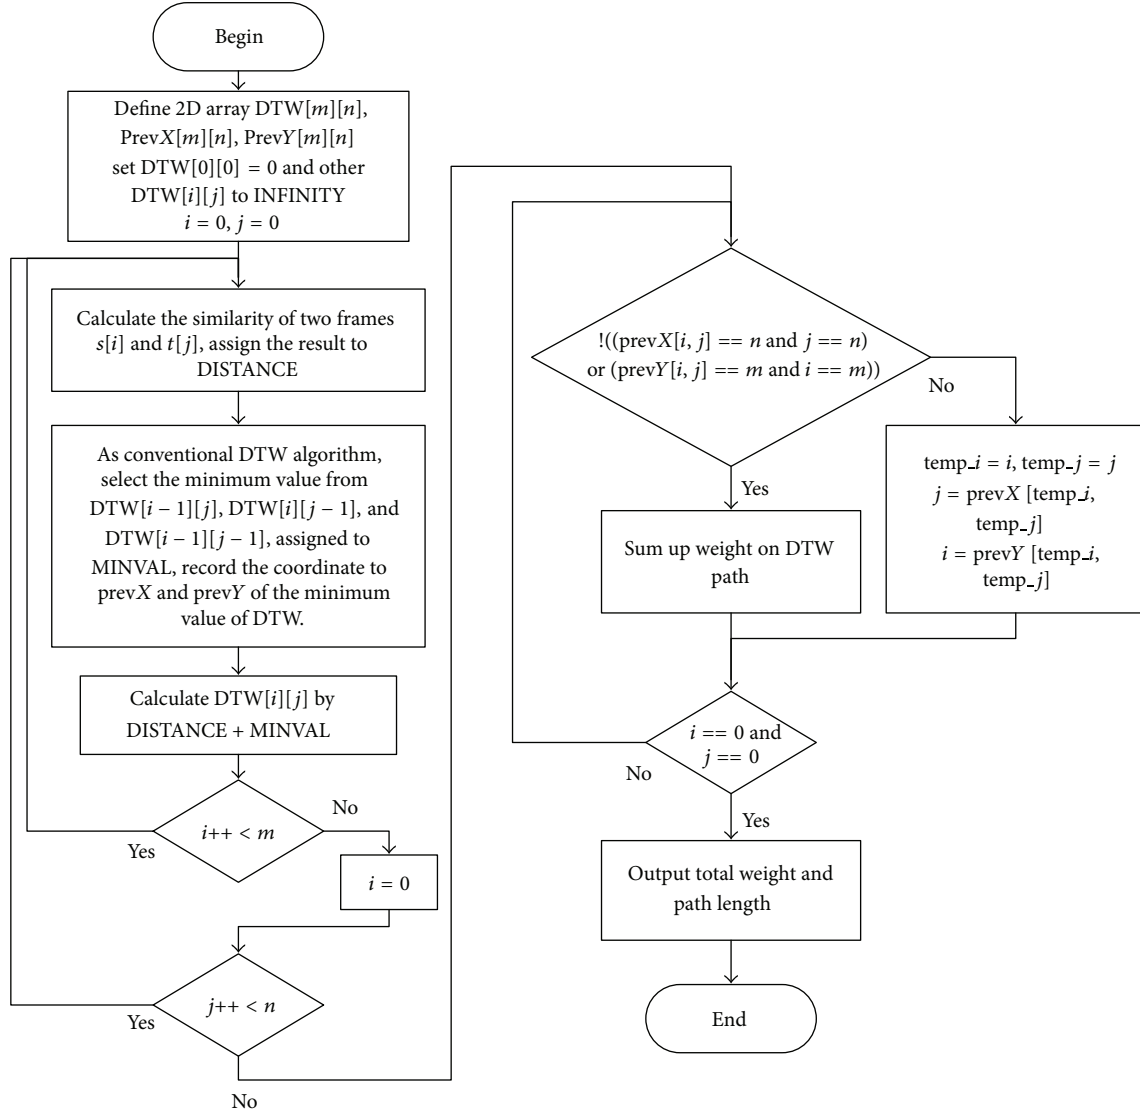 Begin
Define 2D array DTW[m][n],
PrevX[m][n], PrevY[m][n]
set DTW[0][0] = 0 and other
DTW[i][j] to INFINITY
i = 0, j = 0
Calculate the similarity of two frames
s[i] and t[j], assign the result to
DISTANCE
As conventional DTW algorithm,
select the minimum value from
DTW[i − 1][j], DTW[i][j − 1], and
DTW[i − 1][j − 1], assigned to
MINVAL, record the coordinate to
prevX and prevY of the minimum
value of DTW.
Calculate DTW[i][j] by
DISTANCE + MINVAL
i++ < m
No
Yes
i = 0
j++ < n
Yes
No
!((prevX[i, j] == n and j == n)
or (prevY[i, j] == m and i == m))
No
Yes
temp_i = i, temp_j = j
j = prevX [temp_i,
temp_j]
i = prevY [temp_i,
temp_j]
Sum up weight on DTW
path
i == 0 and
j == 0
No
Yes
Output total weight and
path length
End